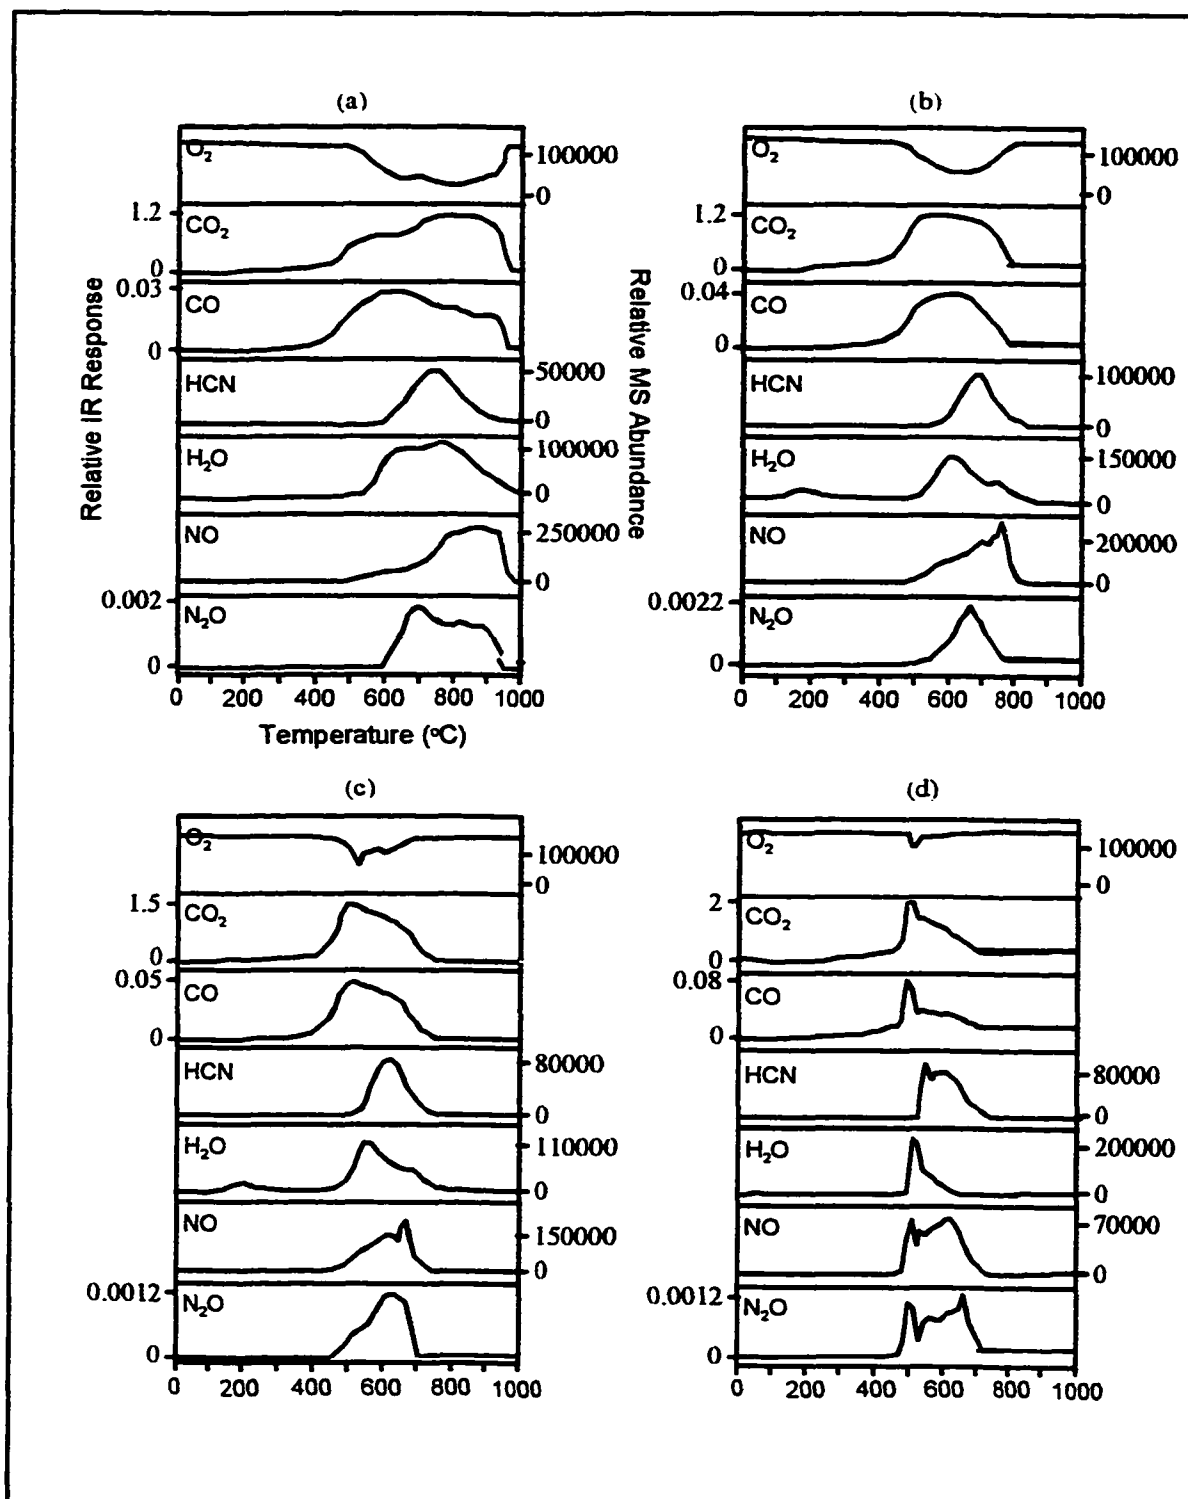 (a)
O₂
100000
0
1.2
CO₂
0
0.03
CO
0
HCN
50000
0
H₂O
100000
0
NO
250000
0
0.002
N₂O
0
0 200 400 600 800 1000
Temperature (°C)
Relative IR Response
Relative MS Abundance
(b)
O₂
100000
0
1.2
CO₂
0
0.04
CO
0
HCN
100000
0
H₂O
150000
0
NO
200000
0
0.0022
N₂O
0
0 200 400 600 800 1000
(c)
O₂
100000
0
1.5
CO₂
0
0.05
CO
0
HCN
80000
0
H₂O
110000
0
NO
150000
0
0.0012
N₂O
0
0 200 400 600 800 1000
(d)
O₂
100000
0
2
CO₂
0
0.08
CO
0
HCN
80000
0
H₂O
200000
0
NO
70000
0
0.0012
N₂O
0
0 200 400 600 800 1000